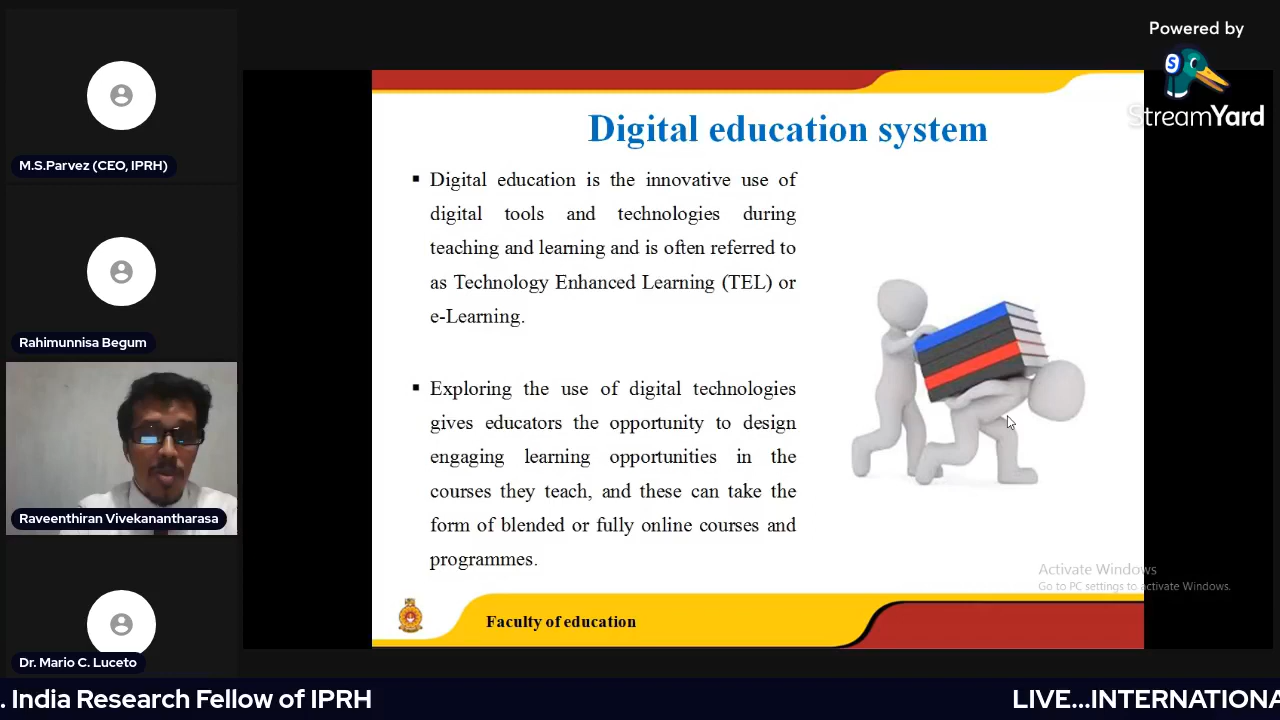 Powered by
StreamYard
M.S.Parvez (CEO, IPRH)
Rahimunnisa Begum
Raveenthiran Vivekanantharasa
Dr. Mario C. Luceto
Digital education system
▪ Digital education is the innovative use of
digital tools and technologies during
teaching and learning and is often referred to
as Technology Enhanced Learning (TEL) or
e-Learning.
▪ Exploring the use of digital technologies
gives educators the opportunity to design
engaging learning opportunities in the
courses they teach, and these can take the
form of blended or fully online courses and
programmes.
Activate Windows
Go to PC settings to activate Windows.
Faculty of education
. India Research Fellow of IPRH
LIVE...INTERNATIONA